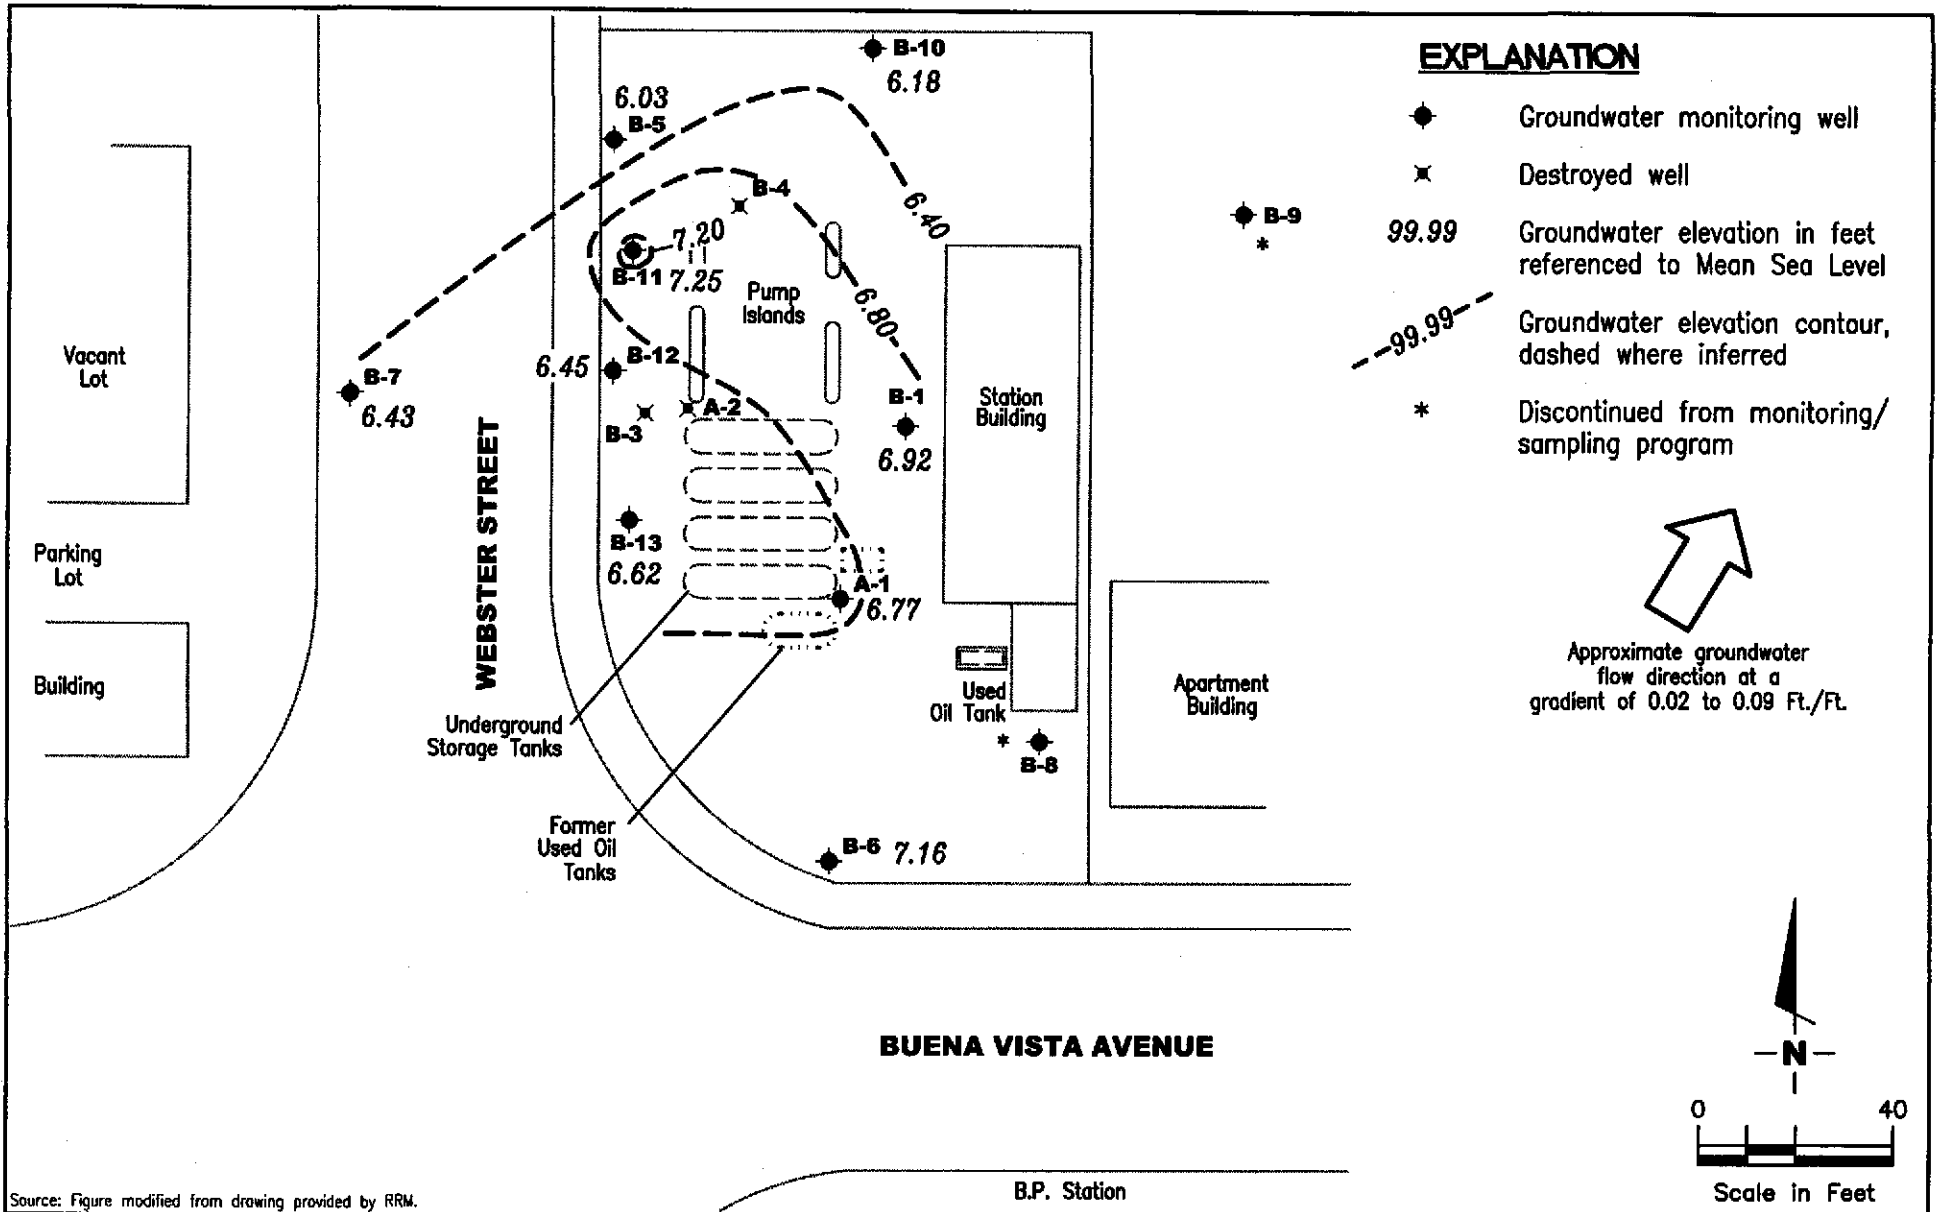 B-10
6.18
6.03
B-5
B-4
6.40
7.20
B-11 7.25
Pump
Islands
6.80
B-12
6.45
B-7
6.43
B-3
A-2
B-1
6.92
Station
Building
B-9
*
Vacant
Lot
WEBSTER STREET
B-13
6.62
A-1
6.77
Parking
Lot
Building
Underground
Storage Tanks
Former
Used Oil
Tanks
Used
Oil Tank
* B-8
B-6 7.16
Apartment
Building
BUENA VISTA AVENUE
B.P. Station
EXPLANATION
Groundwater monitoring well
Destroyed well
99.99 Groundwater elevation in feet
referenced to Mean Sea Level
99.99 Groundwater elevation contour,
dashed where inferred
* Discontinued from monitoring/
sampling program
Approximate groundwater
flow direction at a
gradient of 0.02 to 0.09 Ft./Ft.
N
0 40
Scale in Feet
Source: Figure modified from drawing provided by RRM.